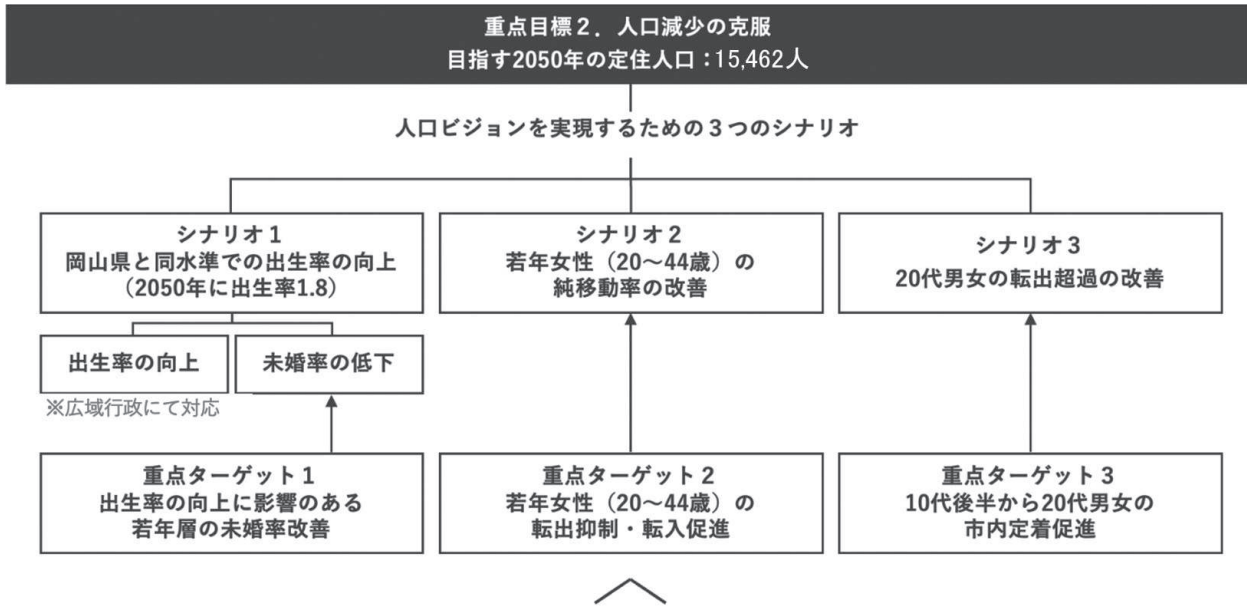 重点目標2．人口減少の克服
目指す2050年の定住人口：15,462人
人口ビジョンを実現するための3つのシナリオ
シナリオ1
岡山県と同水準での出生率の向上
（2050年に出生率1.8）
シナリオ2
若年女性（20～44歳）の
純移動率の改善
シナリオ3
20代男女の転出超過の改善
出生率の向上
未婚率の低下
※広域行政にて対応
重点ターゲット1
出生率の向上に影響のある
若年層の未婚率改善
重点ターゲット2
若年女性（20～44歳）の
転出抑制・転入促進
重点ターゲット3
10代後半から20代男女の
市内定着促進